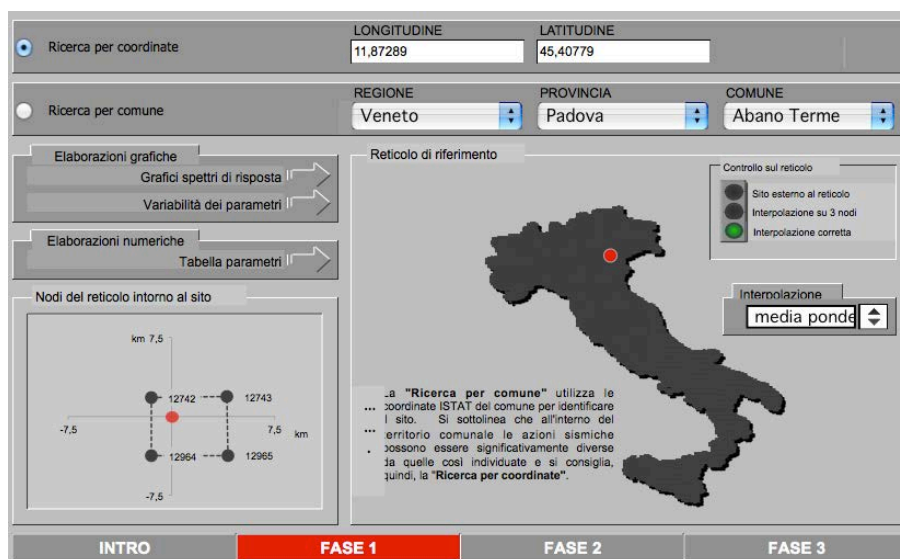 LONGITUDINE LATITUDINE
Ricerca per coordinate 11,87289 45,40779
REGIONE PROVINCIA COMUNE
Ricerca per comune Veneto Padova Abano Terme
Elaborazioni grafiche
Grafici spettri di risposta
Variabilità dei parametri
Elaborazioni numeriche
Tabella parametri
Nodi del reticolo intorno al sito
km 7,5
12742 12743
-7,5 7,5 km
12964 12965
-7,5
Reticolo di riferimento
Controllo sul reticolo
Sito esterno al reticolo
Interpolazione su 3 nodi
Interpolazione corretta
Interpolazione
media ponde
La "Ricerca per comune" utilizza le
... coordinate ISTAT del comune per identificare
il sito. Si sottolinea che all'interno del
... territorio comunale le azioni sismiche
. possono essere significativamente diverse
da quelle così individuate e si consiglia,
quindi, la "Ricerca per coordinate".
INTRO FASE 1 FASE 2 FASE 3